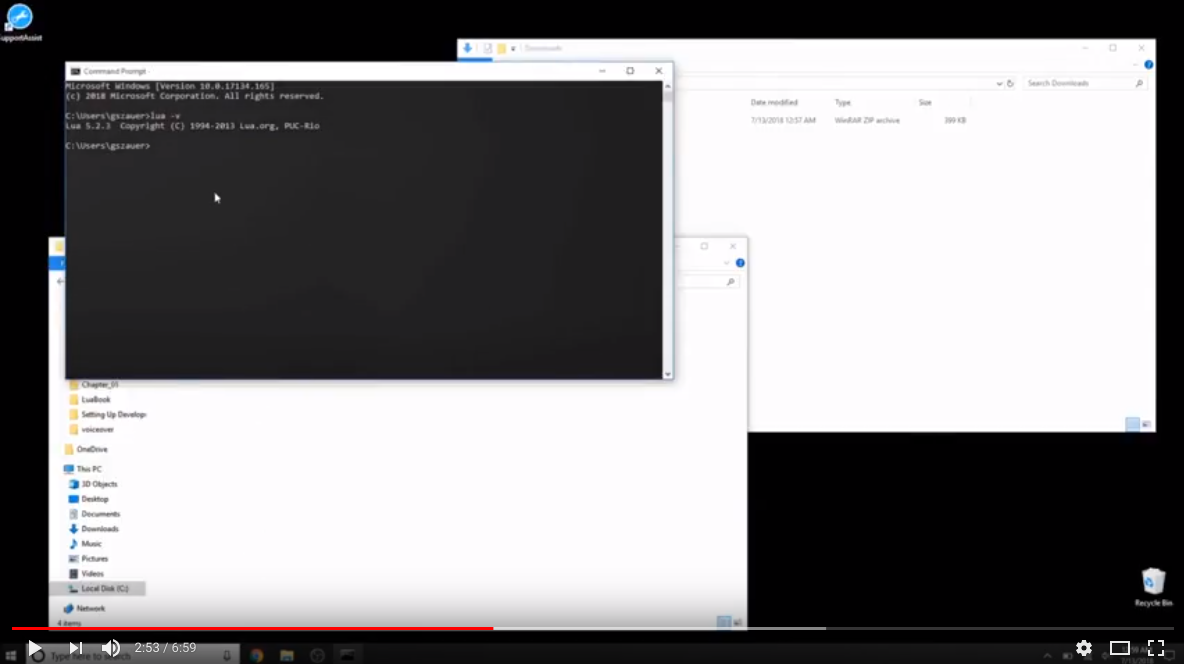 SupportAssist
Downloads
Command Prompt
Microsoft Windows [Version 10.0.17134.165]
(c) 2018 Microsoft Corporation. All rights reserved.
C:\Users\gszauer>lua -v
Lua 5.2.3  Copyright (C) 1994-2013 Lua.org, PUC-Rio
C:\Users\gszauer>
Search Downloads
Date modified Type Size
7/13/2018 12:57 AM WinRAR ZIP archive 399 KB
Chapter_01
LuaBook
Setting Up Develop
voiceover
OneDrive
This PC
3D Objects
Desktop
Documents
Downloads
Music
Pictures
Videos
Local Disk (C:)
Network
4 items
Recycle Bin
2:53 / 6:59
Type here to search